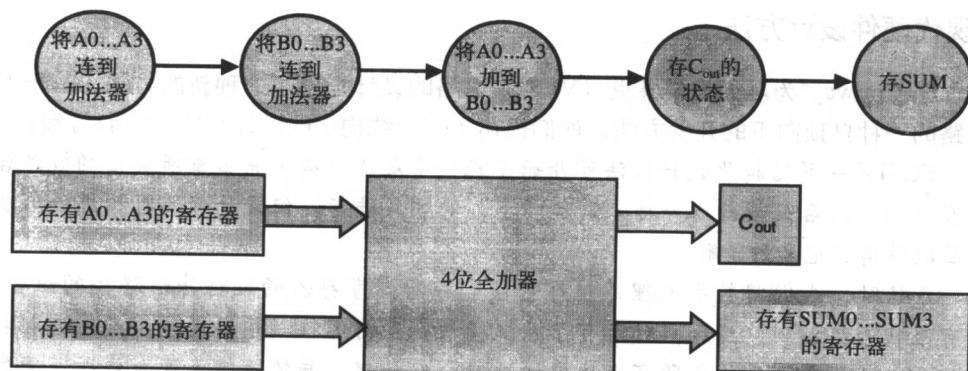 将A0...A3
连到
加法器
将B0...B3
连到
加法器
将A0...A3
加到
B0...B3
存Cout的
状态
存SUM
存有A0...A3的寄存器
4位全加器
Cout
存有B0...B3的寄存器
存有SUM0...SUM3
的寄存器